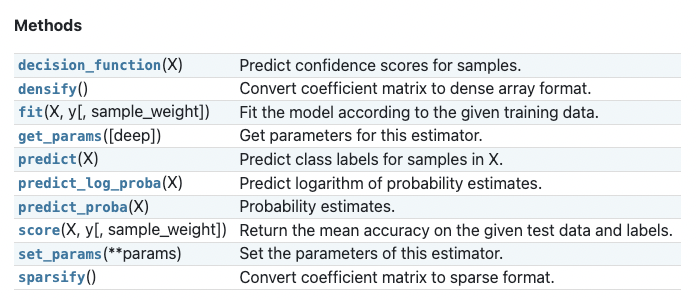 Methods
decision_function(X) Predict confidence scores for samples.
densify() Convert coefficient matrix to dense array format.
fit(X, y[, sample_weight]) Fit the model according to the given training data.
get_params([deep]) Get parameters for this estimator.
predict(X) Predict class labels for samples in X.
predict_log_proba(X) Predict logarithm of probability estimates.
predict_proba(X) Probability estimates.
score(X, y[, sample_weight]) Return the mean accuracy on the given test data and labels.
set_params(**params) Set the parameters of this estimator.
sparsify() Convert coefficient matrix to sparse format.